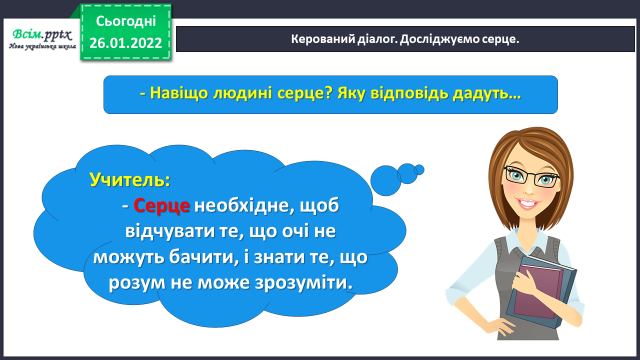 Всім.pptx
Нова українська школа
Сьогодні
26.01.2022
Керований діалог. Досліджуємо серце.
- Навіщо людині серце? Яку відповідь дадуть…
Учитель:
- Серце необхідне, щоб
відчувати те, що очі не
можуть бачити, і знати те, що
розум не може зрозуміти.